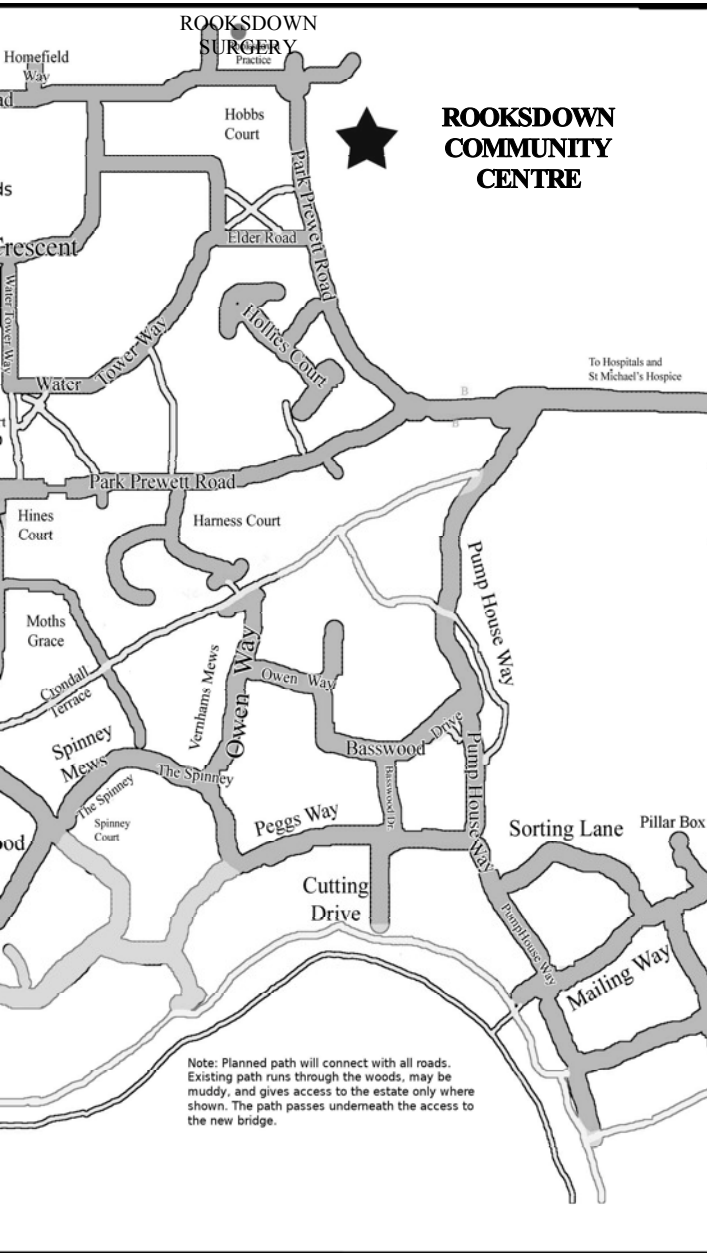 ROOKSDOWN
SURGERY
Practice
Homefield
Way
ad
Hobbs
Court
ROOKSDOWN
COMMUNITY
CENTRE
ds
Park Prewett Road
Elder Road
Crescent
Water Tower Way
Hollies Court
Water
Tower Way
To Hospitals and
St Michael's Hospice
B
B
Park Prewett Road
Hines
Court
Harness Court
Pump House Way
Moths
Grace
Crondall
Terrace
Vernhams Mews
Owen Way
Owen Way
Spinney
Mews
The Spinney
The Spinney
Spinney
Court
Basswood
Drive
Basswood Dr.
Pump House Way
Peggs Way
ood
Cutting
Drive
Sorting Lane
Pillar Box
PumpHouse Way
Mailing Way
Note: Planned path will connect with all roads.
Existing path runs through the woods, may be
muddy, and gives access to the estate only where
shown. The path passes underneath the access to
the new bridge.